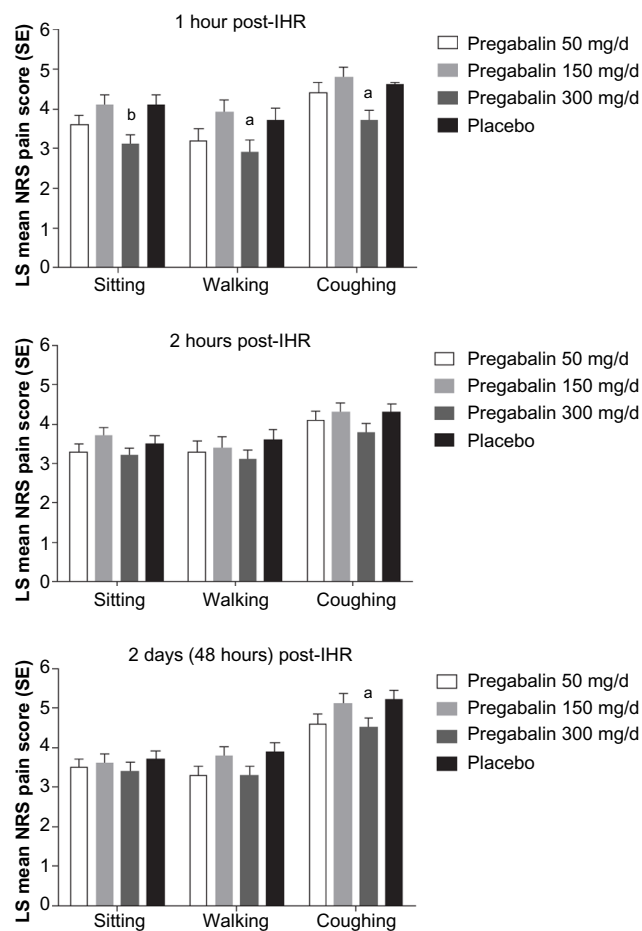 1 hour post-IHR
LS mean NRS pain score (SE)
6
5
4
3
2
1
0
b
a
a
Sitting
Walking
Coughing
Pregabalin 50 mg/d
Pregabalin 150 mg/d
Pregabalin 300 mg/d
Placebo
2 hours post-IHR
LS mean NRS pain score (SE)
6
5
4
3
2
1
0
Sitting
Walking
Coughing
Pregabalin 50 mg/d
Pregabalin 150 mg/d
Pregabalin 300 mg/d
Placebo
2 days (48 hours) post-IHR
LS mean NRS pain score (SE)
6
5
4
3
2
1
0
a
Sitting
Walking
Coughing
Pregabalin 50 mg/d
Pregabalin 150 mg/d
Pregabalin 300 mg/d
Placebo